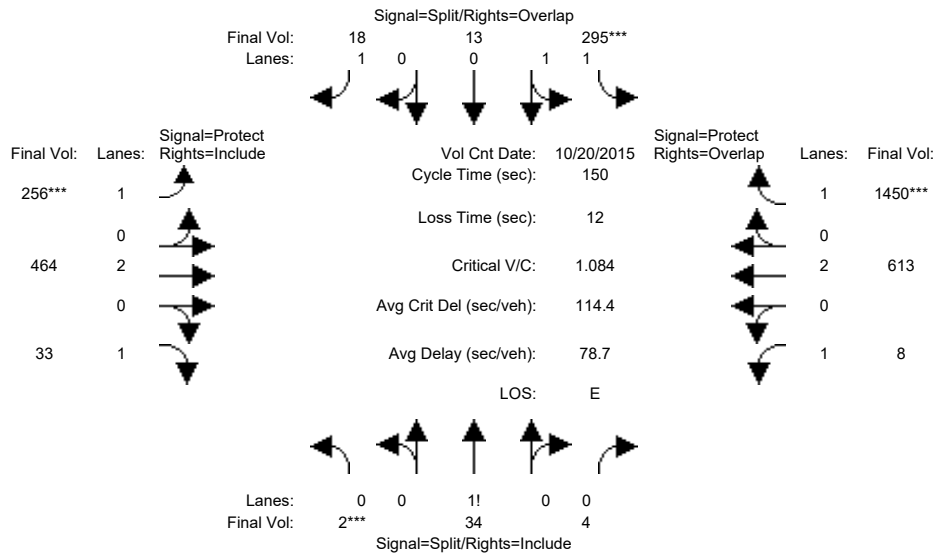 Signal=Split/Rights=Overlap
Final Vol: 18 13 295***
Lanes: 1 0 0 1 1
Signal=Protect
Final Vol: Lanes: Rights=Include
Vol Cnt Date: 10/20/2015
Signal=Protect
Rights=Overlap Lanes: Final Vol:
Cycle Time (sec): 150
256*** 1
1 1450***
Loss Time (sec): 12
0
0
464 2
Critical V/C: 1.084
2 613
0
Avg Crit Del (sec/veh): 114.4
0
33 1
Avg Delay (sec/veh): 78.7
1 8
LOS: E
Lanes: 0 0 1! 0 0
Final Vol: 2*** 34 4
Signal=Split/Rights=Include